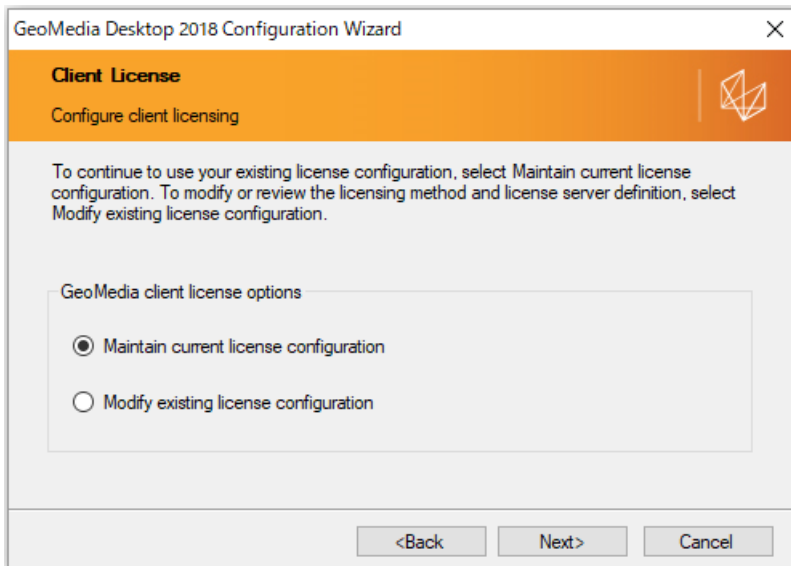 GeoMedia Desktop 2018 Configuration Wizard
Client License
Configure client licensing
To continue to use your existing license configuration, select Maintain current license
configuration. To modify or review the licensing method and license server definition, select
Modify existing license configuration.
GeoMedia client license options
Maintain current license configuration
Modify existing license configuration
<Back
Next>
Cancel